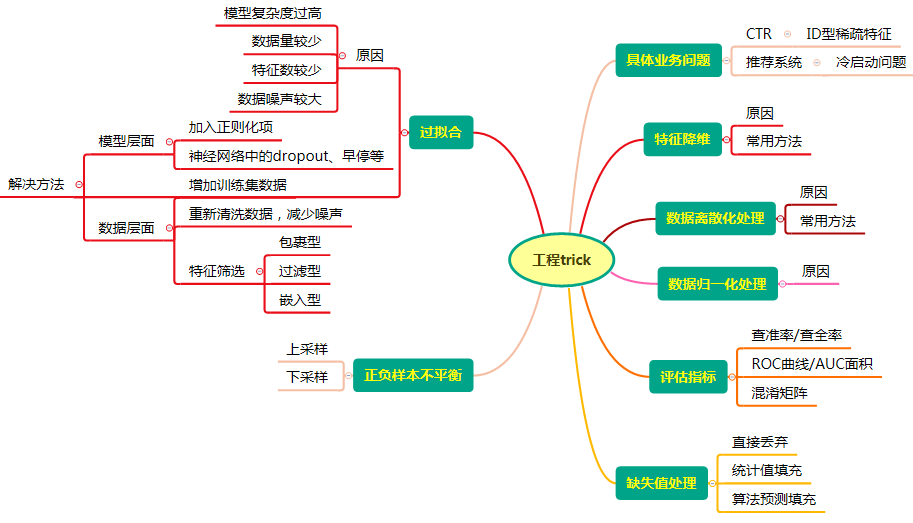 工程trick
过拟合
原因
模型复杂度过高
数据量较少
特征数较少
数据噪声较大
解决方法
模型层面
加入正则化项
神经网络中的dropout、早停等
数据层面
增加训练集数据
重新清洗数据，减少噪声
特征筛选
包裹型
过滤型
嵌入型
正负样本不平衡
上采样
下采样
具体业务问题
CTR
ID型稀疏特征
推荐系统
冷启动问题
特征降维
原因
常用方法
数据离散化处理
原因
常用方法
数据归一化处理
原因
评估指标
查准率/查全率
ROC曲线/AUC面积
混淆矩阵
缺失值处理
直接丢弃
统计值填充
算法预测填充